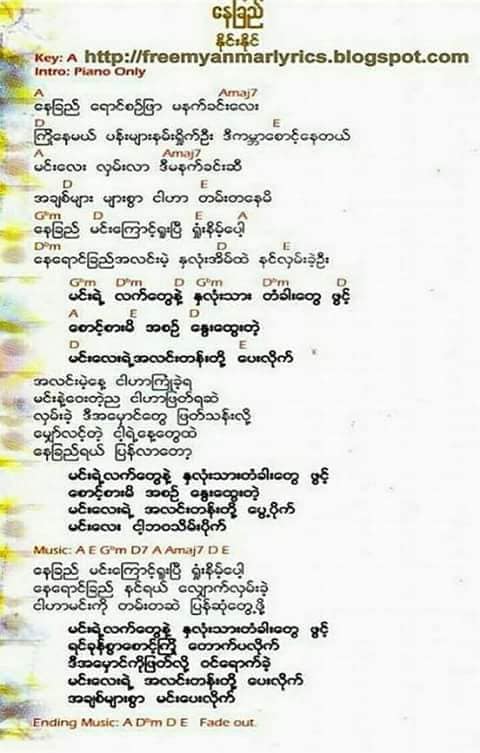 နေခြည်
နိုင်းနိုင်
Key: A http://freemyanmarlyrics.blogspot.com
Intro: Piano Only
A Amaj7
နေခြည် ရောင်စဉ်ဖြာ မနက်ခင်းလေး
D E
ကြိုနေမယ် ပန်းများနမ်းရှိုက်ဦး ဒီကမ္ဘာစောင့်နေတယ်
A Amaj7
မင်းလေး လှမ်းလာ ဒီမနက်ခင်းဆီ
D E
အချစ်များ များစွာ ငါဟာ တမ်းတနေမိ
G♭m D E A
နေခြည် မင်းကြောင့်ရူးပြီ ရှုံးနိမ့်ပေါ့
D♭m D E
နေရောင်ခြည်အလင်းမဲ့ နှလုံးအိမ်ထဲ နင်လှမ်းခဲ့ဦး
G♭m D♭m D G♭m D♭m D
မင်းရဲ့ လက်တွေနဲ့ နှလုံးသား တံခါးတွေ ဖွင့်
A E D
စောင့်စားမိ အစဉ် နွေးထွေးတဲ့
D E
မင်းလေးရဲ့အလင်းတန်းတို့ ပေးလိုက်
အလင်းမဲ့နေ့ ငါဟာကြုံခဲ့ရ
မင်းနဲ့ဝေးတဲ့ည ငါဟာဖြတ်ရဆဲ
လှမ်းခဲ့ ဒီအမှောင်တွေ ဖြတ်သန်းလို့
မျှော်လင့်တဲ့ ငါ့ရဲ့နေ့တွေထဲ
နေခြည်ရယ် ပြန်လာတော့
မင်းရဲ့လက်တွေနဲ့ နှလုံးသားတံခါးတွေ ဖွင့်
စောင့်စားမိ အစဉ် နွေးထွေးတဲ့
မင်းလေးရဲ့ အလင်းတန်းတို့ ပွေ့ပိုက်
မင်းလေး ငါ့ဘဝသိမ်းပိုက်
Music: A E G♭m D7 A Amaj7 D E
နေခြည် မင်းကြောင့်ရူးပြီ ရှုံးနိမ့်ပေါ့
နေရောင်ခြည် နင်ရယ် လျှောက်လှမ်းခဲ့
ငါဟာမင်းကို တမ်းတဆဲ ပြန်ဆုံတွေ့ဖို့
မင်းရဲ့လက်တွေနဲ့ နှလုံးသားတံခါးတွေ ဖွင့်
ရင်ခုန်စွာစောင့်ကြို တောက်ပလိုက်
ဒီအမှောင်ကိုဖြတ်လို့ ဝင်ရောက်ခဲ့
မင်းလေးရဲ့ အလင်းတန်းတို့ ပေးလိုက်
အချစ်များစွာ မင်းပေးလိုက်
Ending Music: A D♭m D E Fade out.